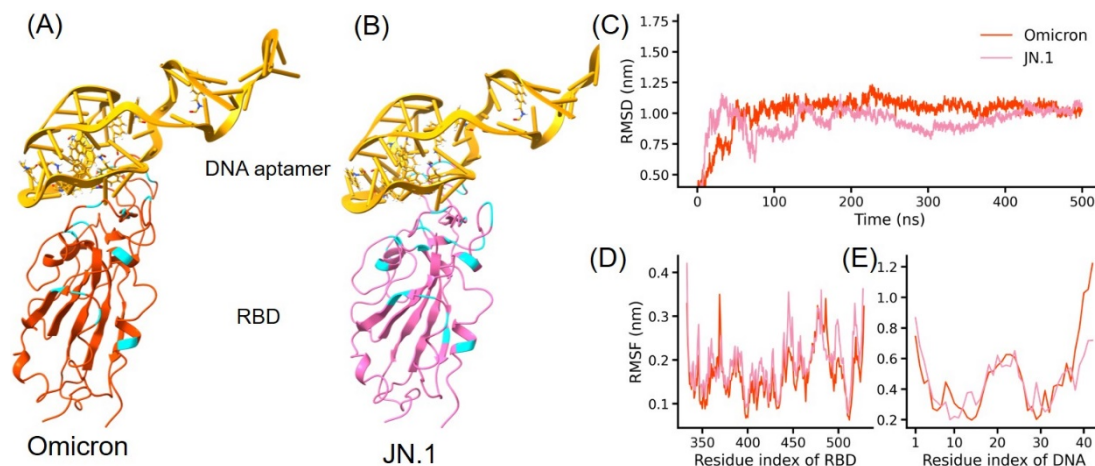 (A)
(B)
DNA aptamer
RBD
Omicron
JN.1
(C)
RMSD (nm)
1.75
1.50
1.25
1.00
0.75
0.50
Omicron
JN.1
0
100
200
300
400
500
Time (ns)
(D)
RMSF (nm)
0.4
0.3
0.2
0.1
350
400
450
500
Residue index of RBD
(E)
1.2
1.0
0.8
0.6
0.4
0.2
1
10
20
30
40
Residue index of DNA